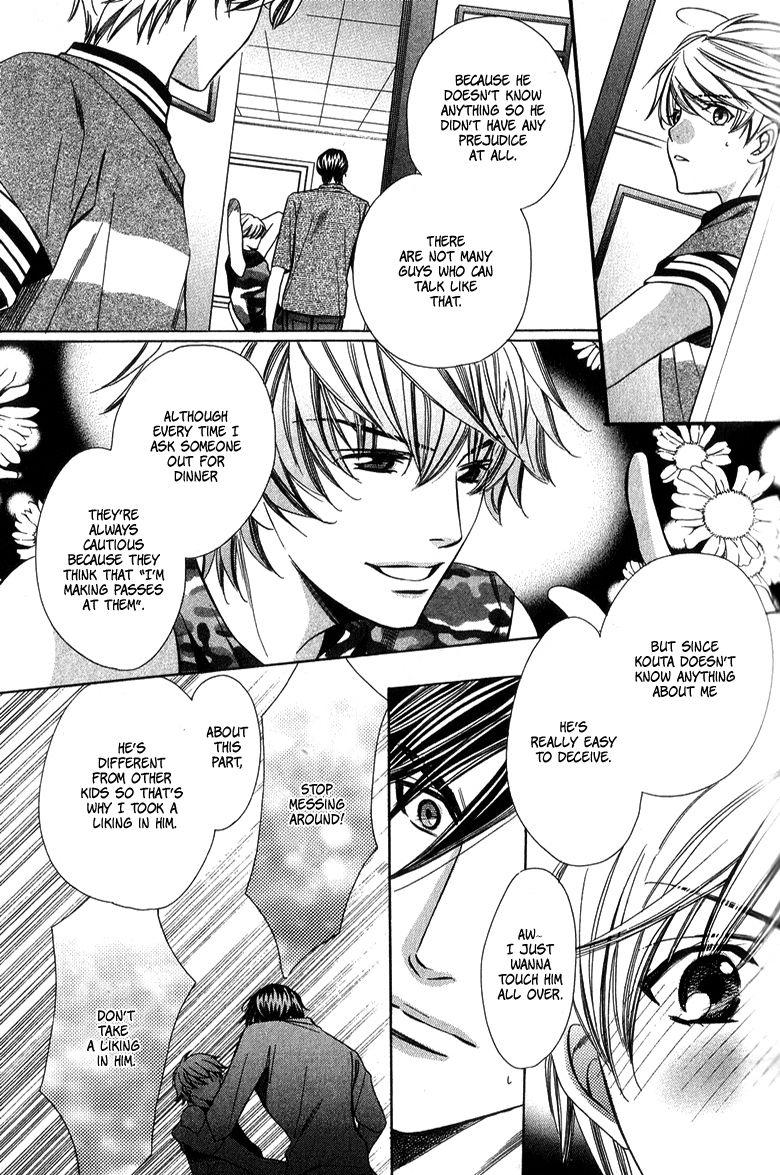 BECAUSE HE
DOESN'T KNOW
ANYTHING SO HE
DIDN'T HAVE ANY
PREJUDICE
AT ALL.
THERE
ARE NOT MANY
GUYS WHO CAN
TALK LIKE
THAT.
ALTHOUGH
EVERY TIME I
ASK SOMEONE
OUT FOR
DINNER
THEY'RE
ALWAYS
CAUTIOUS
BECAUSE THEY
THINK THAT "I'M
MAKING PASSES
AT THEM".
BUT SINCE
KOUTA DOESN'T
KNOW ANYTHING
ABOUT ME
HE'S
REALLY EASY
TO DECEIVE.
AW~
I JUST
WANNA
TOUCH HIM
ALL OVER.
STOP
MESSING
AROUND!
ABOUT
THIS
PART,
HE'S
DIFFERENT
FROM OTHER
KIDS SO THAT'S
WHY I TOOK A
LIKING IN HIM.
DON'T
TAKE
A LIKING
IN HIM.